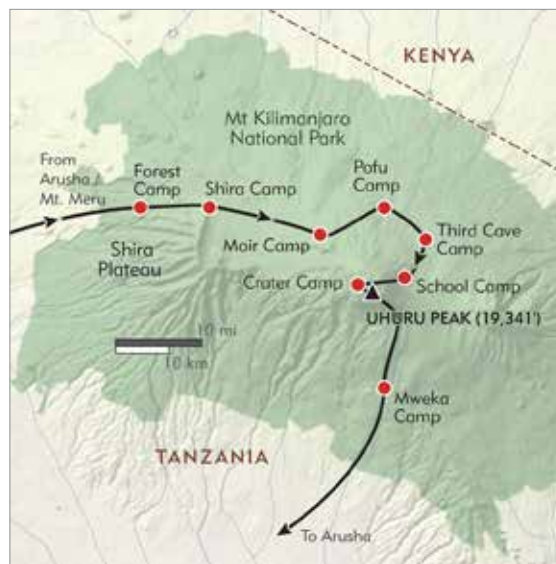 KENYA
Mt Kilimanjaro
National Park
From
Arusha /
Mt. Meru
Forest
Camp
Shira Camp
Pofu
Camp
Moir Camp
Third Cave
Camp
Shira
Plateau
Crater Camp
School Camp
UHURU PEAK (19,341')
10 mi
10 km
Mweka
Camp
TANZANIA
To Arusha